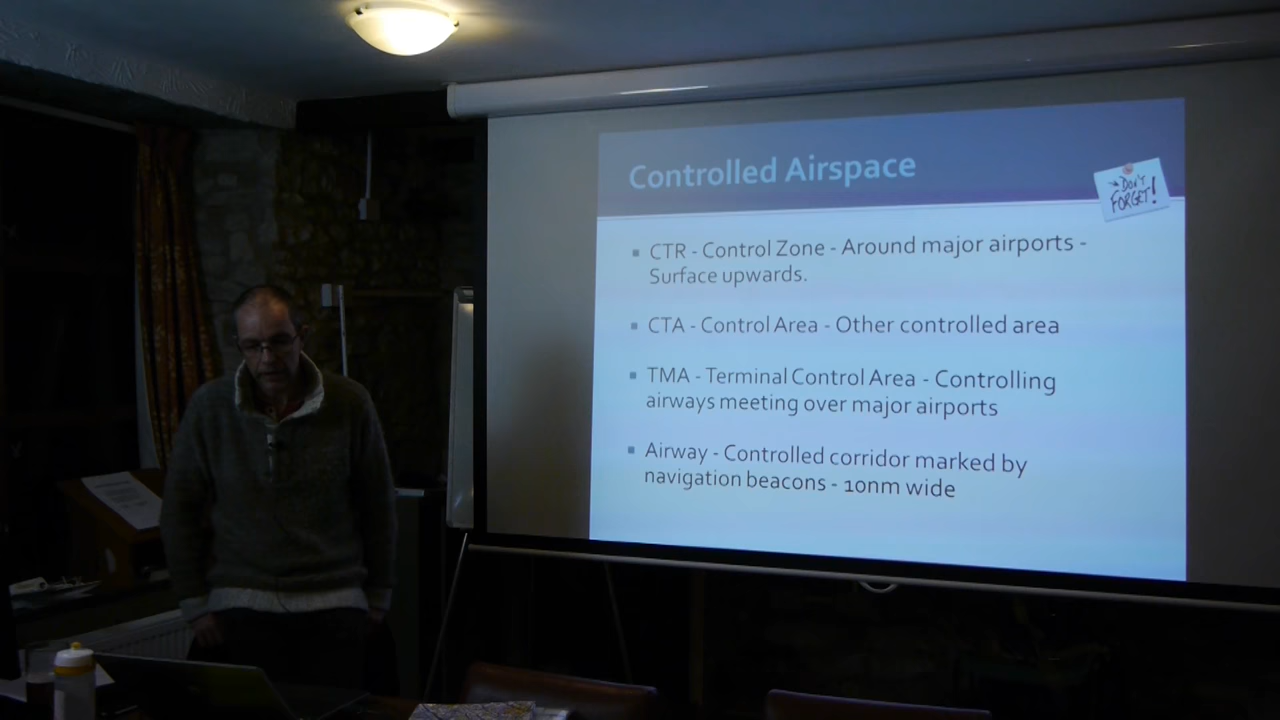 Controlled Airspace
DON'T
FORGET!
▪ CTR - Control Zone - Around major airports -
Surface upwards.
▪ CTA - Control Area - Other controlled area
▪ TMA - Terminal Control Area - Controlling
airways meeting over major airports
▪ Airway - Controlled corridor marked by
navigation beacons - 10nm wide